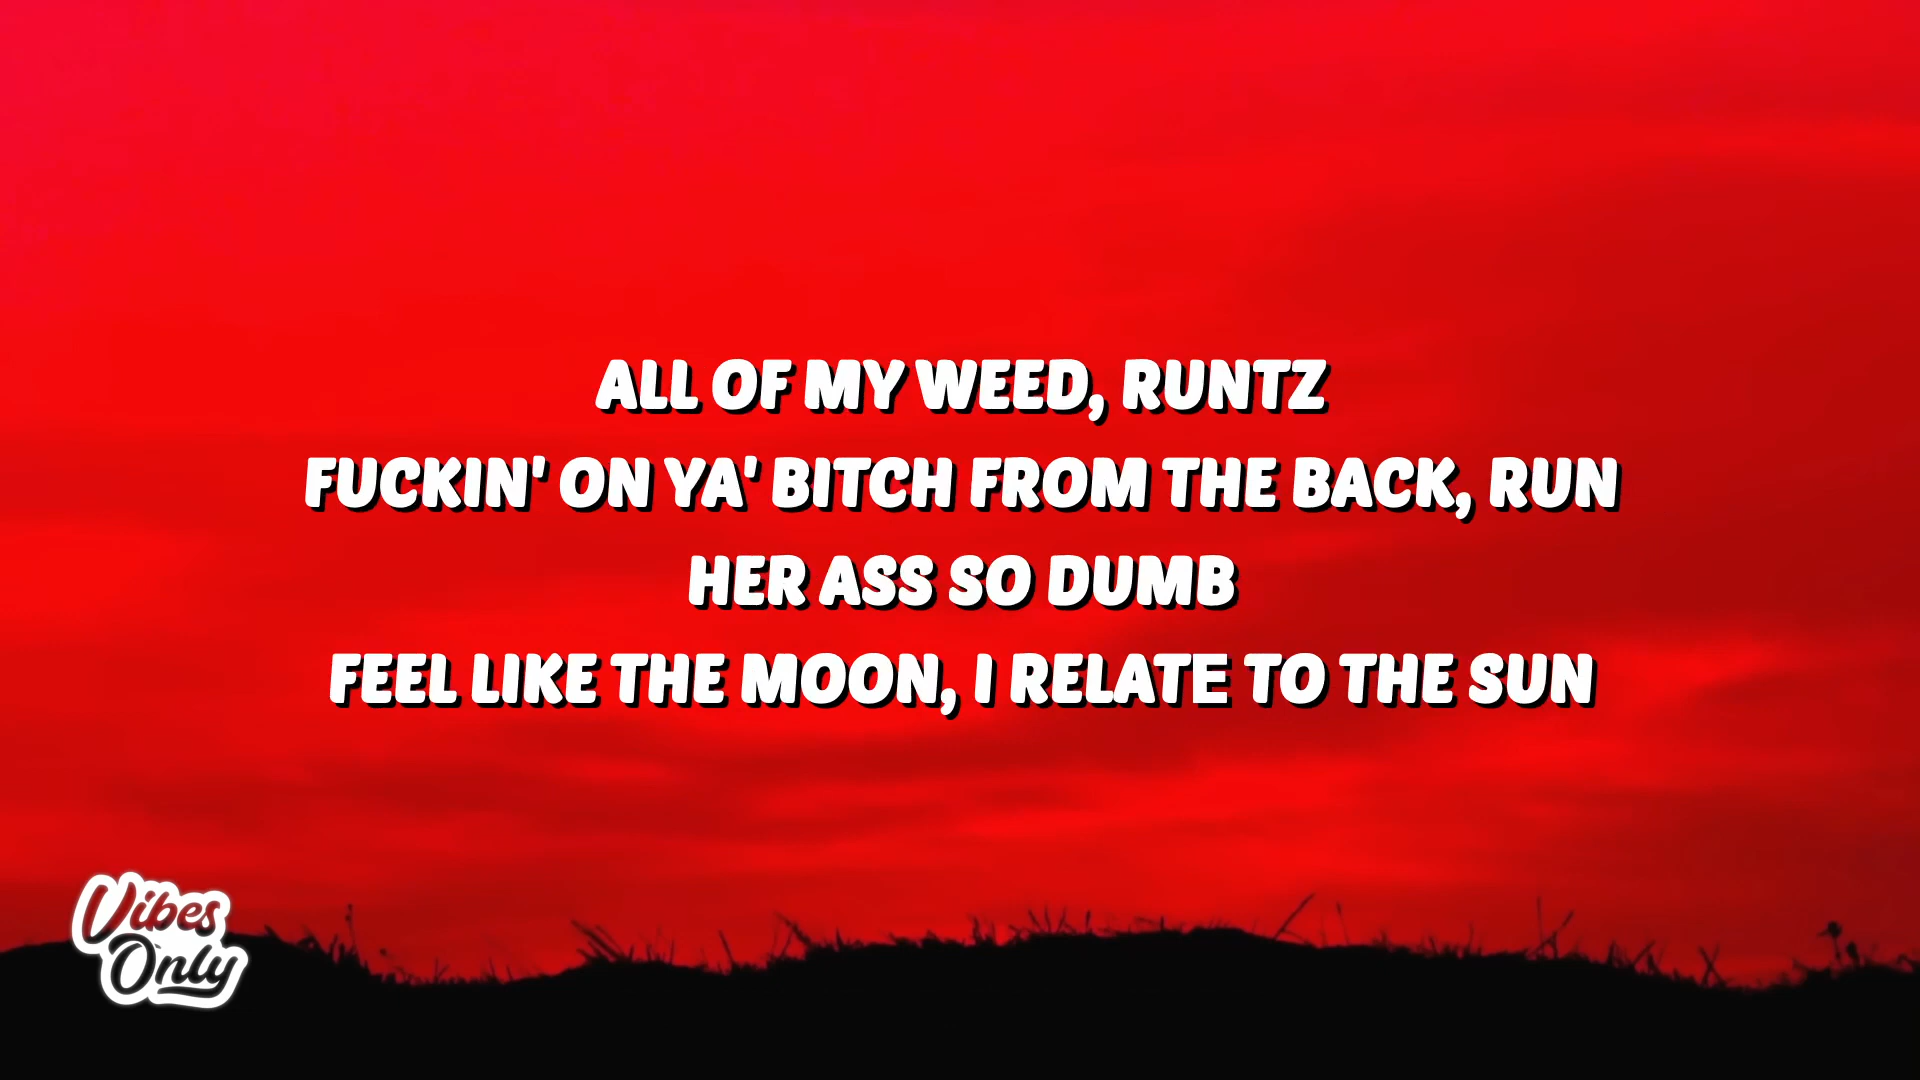 ALL OF MY WEED, RUNTZ
FUCKIN' ON YA' BITCH FROM THE BACK, RUN
HER ASS SO DUMB
FEEL LIKE THE MOON, I RELATE TO THE SUN
Vibes
Only